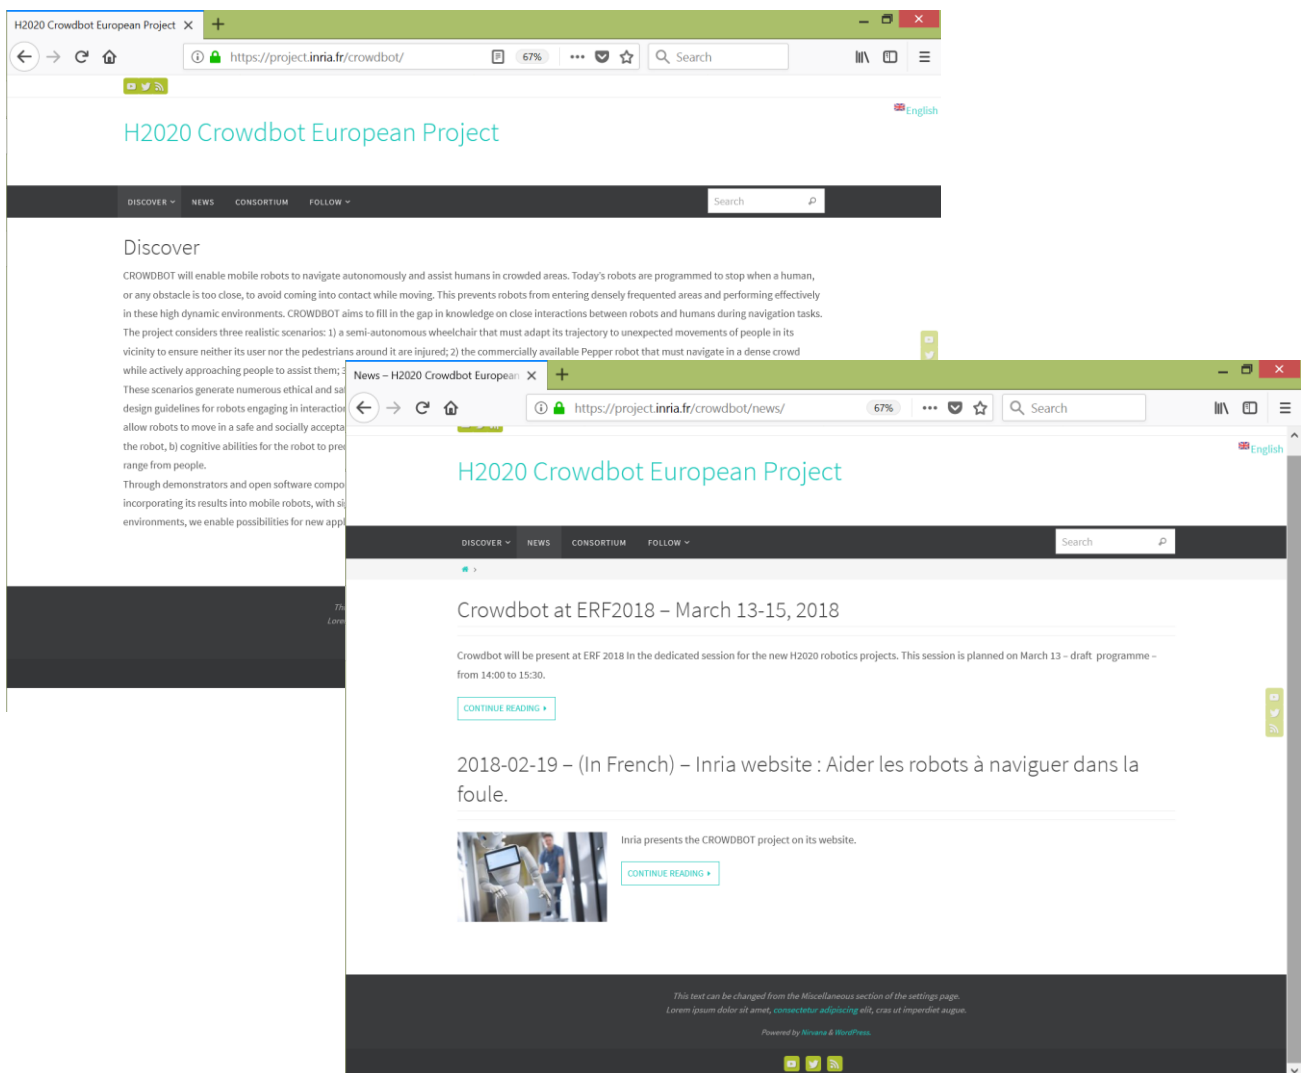 H2020 Crowdbot European Project
https://project.inria.fr/crowdbot/
67%
Search
English
H2020 Crowdbot European Project
DISCOVER
NEWS
CONSORTIUM
FOLLOW
Search
Discover
CROWDBOT will enable mobile robots to navigate autonomously and assist humans in crowded areas. Today's robots are programmed to stop when a human,
or any obstacle is too close, to avoid coming into contact while moving. This prevents robots from entering densely frequented areas and performing effectively
in these high dynamic environments. CROWDBOT aims to fill in the gap in knowledge on close interactions between robots and humans during navigation tasks.
The project considers three realistic scenarios: 1) a semi-autonomous wheelchair that must adapt its trajectory to unexpected movements of people in its
vicinity to ensure neither its user nor the pedestrians around it are injured; 2) the commercially available Pepper robot that must navigate in a dense crowd
while actively approaching people to assist them; 3
These scenarios generate numerous ethical and
design guidelines for robots engaging in
allow robots to move in a safe and socially
the robot, b) cognitive abilities for the robot to
range from people.
Through demonstrators and open software
incorporating its results into mobile robots, with
environments, we enable possibilities for new
News – H2020 Crowdbot European
https://project.inria.fr/crowdbot/news/
67%
Search
English
H2020 Crowdbot European Project
DISCOVER
NEWS
CONSORTIUM
FOLLOW
Search
Crowdbot at ERF2018 – March 13-15, 2018
Crowdbot will be present at ERF 2018 In the dedicated session for the new H2020 robotics projects. This session is planned on March 13 – draft programme –
from 14:00 to 15:30.
CONTINUE READING
2018-02-19 – (In French) – Inria website : Aider les robots à naviguer dans la
foule.
Inria presents the CROWDBOT project on its website.
CONTINUE READING
This text can be changed from the Miscellaneous section of the settings page.
Lorem ipsum dolor sit amet, consectetur adipiscing elit, cras ut imperdiet augue.
Powered by Nirvana & WordPress.